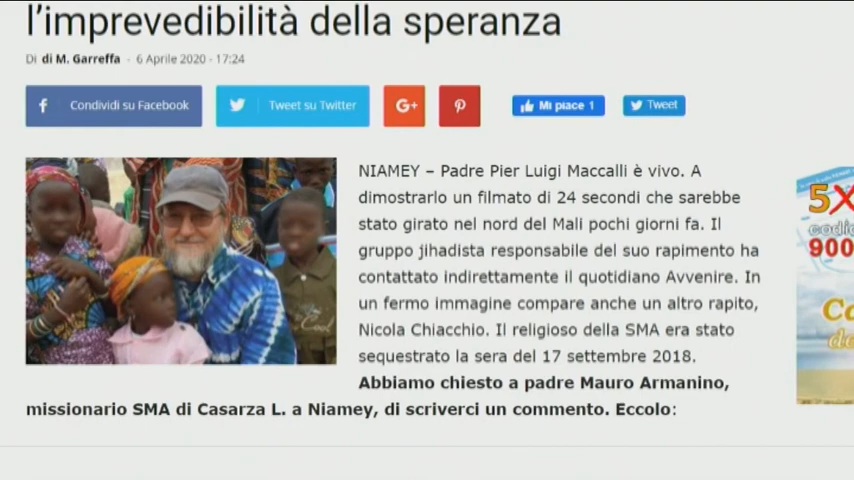 l'imprevedibilità della speranza
Di di M. Garreffa - 6 Aprile 2020 - 17:24
Condividi su Facebook
Tweet su Twitter
G+
Mi piace 1
Tweet
NIAMEY – Padre Pier Luigi Maccalli è vivo. A
dimostrarlo un filmato di 24 secondi che sarebbe
stato girato nel nord del Mali pochi giorni fa. Il
gruppo jihadista responsabile del suo rapimento ha
contattato indirettamente il quotidiano Avvenire. In
un fermo immagine compare anche un altro rapito,
Nicola Chiacchio. Il religioso della SMA era stato
sequestrato la sera del 17 settembre 2018.
Abbiamo chiesto a padre Mauro Armanino,
missionario SMA di Casarza L. a Niamey, di scriverci un commento. Eccolo:
5X
900